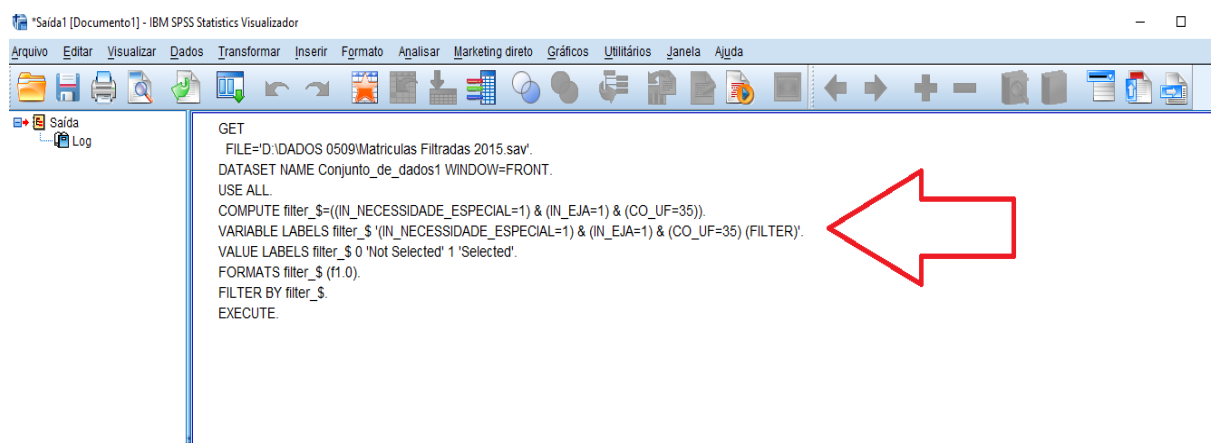 *Saída1 [Documento1] - IBM SPSS Statistics Visualizador
Arquivo Editar Visualizar Dados Transformar Inserir Formato Analisar Marketing direto Gráficos Utilitários Janela Ajuda
Saída
Log
GET
FILE='D:\DADOS 0509\Matriculas Filtradas 2015.sav'.
DATASET NAME Conjunto_de_dados1 WINDOW=FRONT.
USE ALL.
COMPUTE filter_$=((IN_NECESSIDADE_ESPECIAL=1) & (IN_EJA=1) & (CO_UF=35)).
VARIABLE LABELS filter_$ '(IN_NECESSIDADE_ESPECIAL=1) & (IN_EJA=1) & (CO_UF=35) (FILTER)'.
VALUE LABELS filter_$ 0 'Not Selected' 1 'Selected'.
FORMATS filter_$ (f1.0).
FILTER BY filter_$.
EXECUTE.